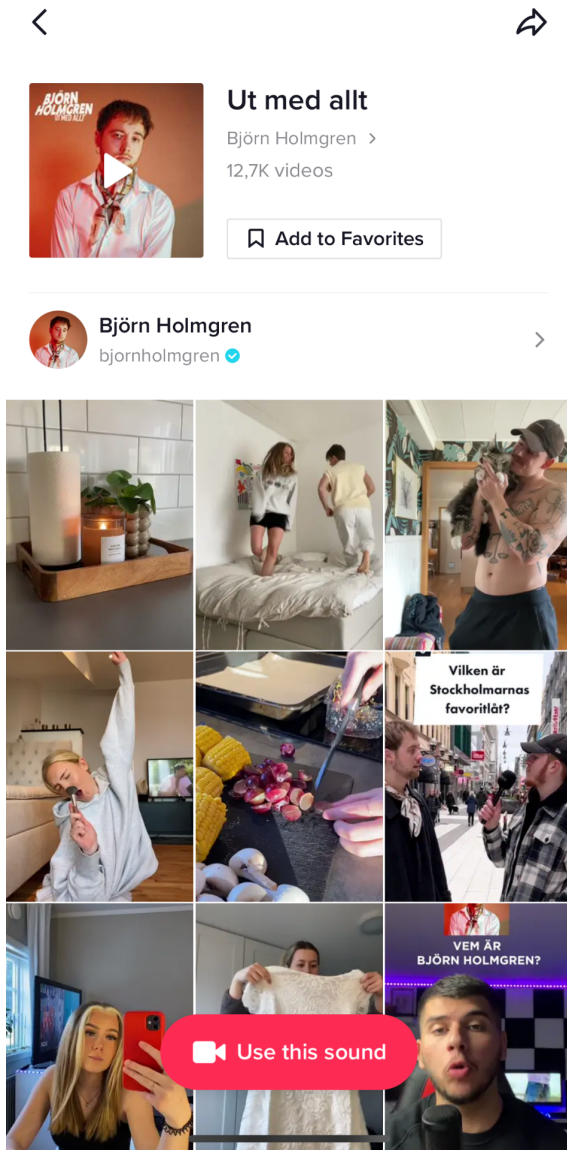 Ut med allt
BJÖRN
HOLMGREN
UT MED ALLT
Björn Holmgren
12,7K videos
Add to Favorites
Björn Holmgren
bjornholmgren
Vilken är
Stockholmarnas
favoritlåt?
VEM ÄR
BJÖRN HOLMGREN?
Use this sound